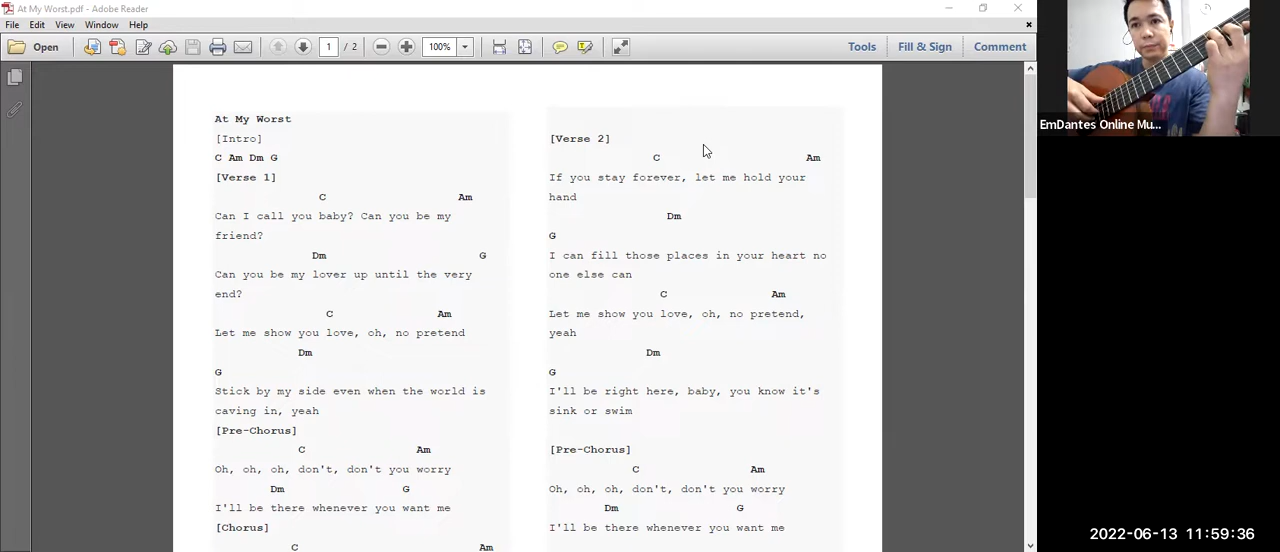 At My Worst.pdf - Adobe Reader
File Edit View Window Help
Open 1 / 2 100% Tools Fill & Sign Comment
At My Worst
[Intro]
C Am Dm G
[Verse 1]
C Am
Can I call you baby? Can you be my
friend?
Dm G
Can you be my lover up until the very
end?
C Am
Let me show you love, oh, no pretend
Dm
G
Stick by my side even when the world is
caving in, yeah
[Pre-Chorus]
C Am
Oh, oh, oh, don't, don't you worry
Dm G
I'll be there whenever you want me
[Chorus]
C Am
[Verse 2]
C Am
If you stay forever, let me hold your
hand
Dm
G
I can fill those places in your heart no
one else can
C Am
Let me show you love, oh, no pretend,
yeah
Dm
G
I'll be right here, baby, you know it's
sink or swim
[Pre-Chorus]
C Am
Oh, oh, oh, don't, don't you worry
Dm G
I'll be there whenever you want me
EmDantes Online Mu...
2022-06-13 11:59:36